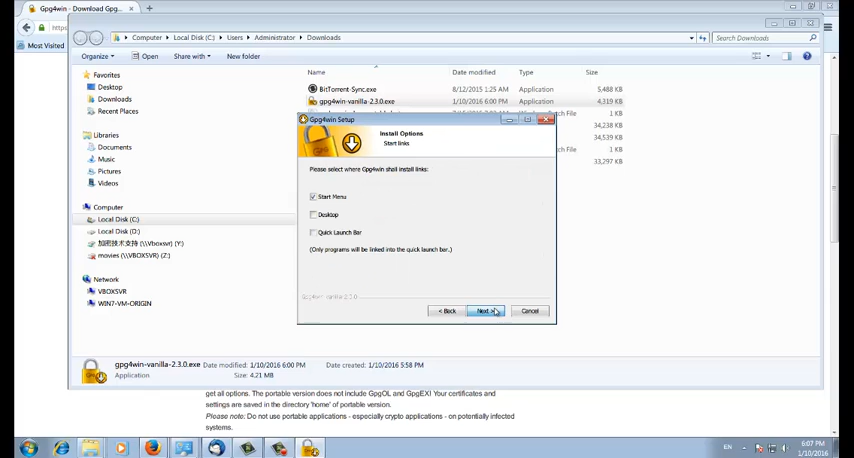 Gpg4win - Download Gpg...
https
Most Visited
Computer
Local Disk (C:)
Users
Administrator
Downloads
Search Downloads
Organize
Open
Share with
New folder
Name
Date modified
Type
Size
Favorites
Desktop
Downloads
Recent Places
Libraries
Documents
Music
Pictures
Videos
Computer
Local Disk (C:)
Local Disk (D:)
加密技术支持 (\\Vboxsvr) (Y:)
movies (\\VBOXSVR) (Z:)
Network
VBOXSVR
WIN7-VM-ORIGIN
BitTorrent-Sync.exe 8/12/2015 1:25 AM Application 5,488 KB
gpg4win-vanilla-2.3.0.exe 1/10/2016 6:00 PM Application 4,319 KB
34,238 KB
34,539 KB
33,297 KB
Gpg4win Setup
Install Options
Start links
Please select where Gpg4win shall install links:
Start Menu
Desktop
Quick Launch Bar
(Only programs will be linked into the quick launch bar.)
Gpg4win-vanilla-2.3.0
< Back
Next >
Cancel
gpg4win-vanilla-2.3.0.exe Date modified: 1/10/2016 6:00 PM Date created: 1/10/2016 5:58 PM
Application Size: 4.21 MB
get all options. The portable version does not include GpgOL and GpgEX! Your certificates and
settings are saved in the directory 'home' of portable version.
Please note: Do not use portable applications - especially crypto applications - on potentially infected
systems.
EN
6:07 PM
1/10/2016